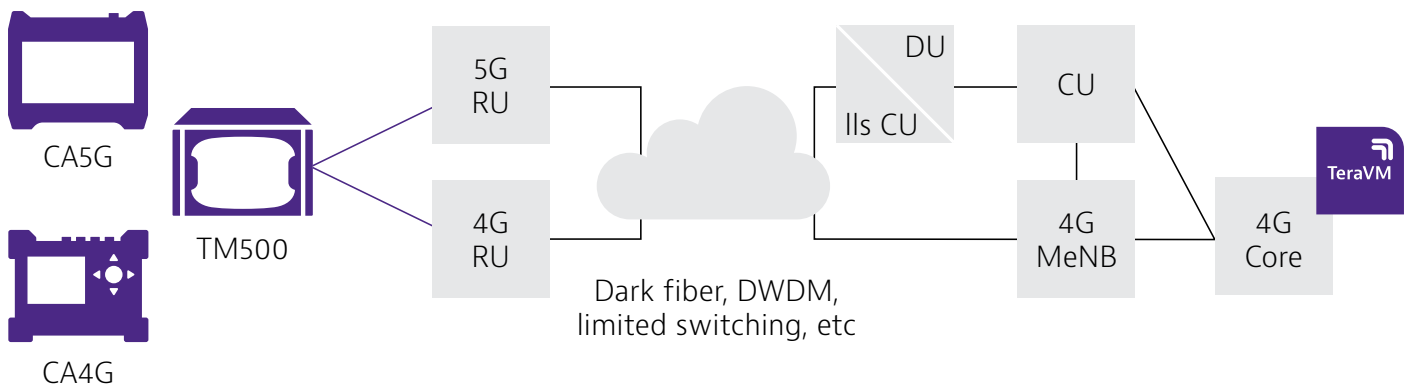 CA5G
CA4G
TM500
5G
RU
4G
RU
Dark fiber, DWDM,
limited switching, etc
DU
lls CU
CU
4G
MeNB
4G
Core
TeraVM